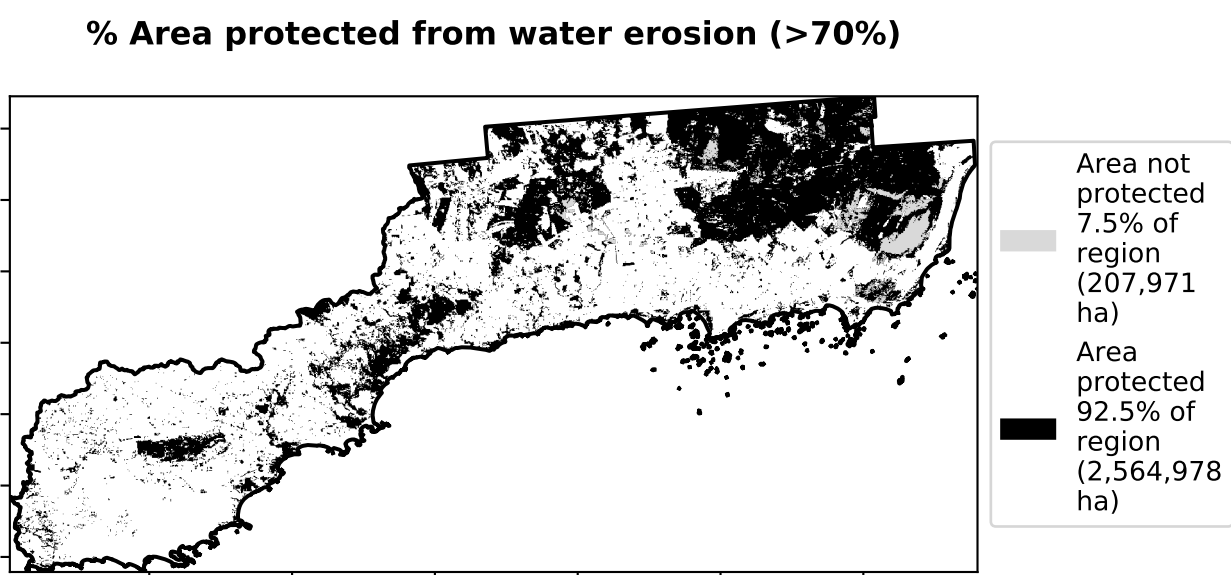 % Area protected from water erosion (>70%)
Area not
protected
7.5% of
region
(207,971
ha)
Area
protected
92.5% of
region
(2,564,978
ha)